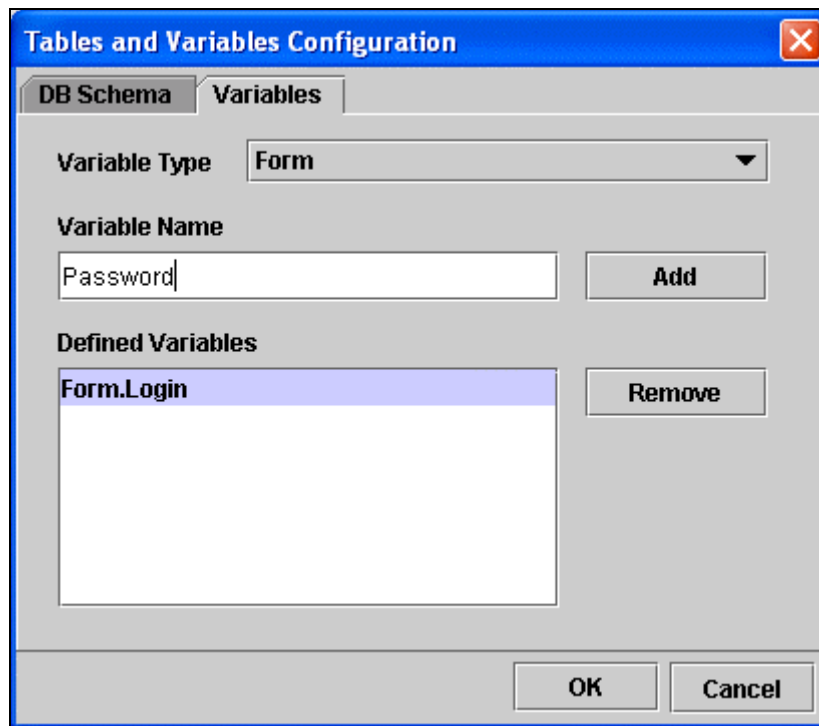 Tables and Variables Configuration
DB Schema Variables
Variable Type Form
Variable Name
Password Add
Defined Variables
Form.Login Remove
OK Cancel